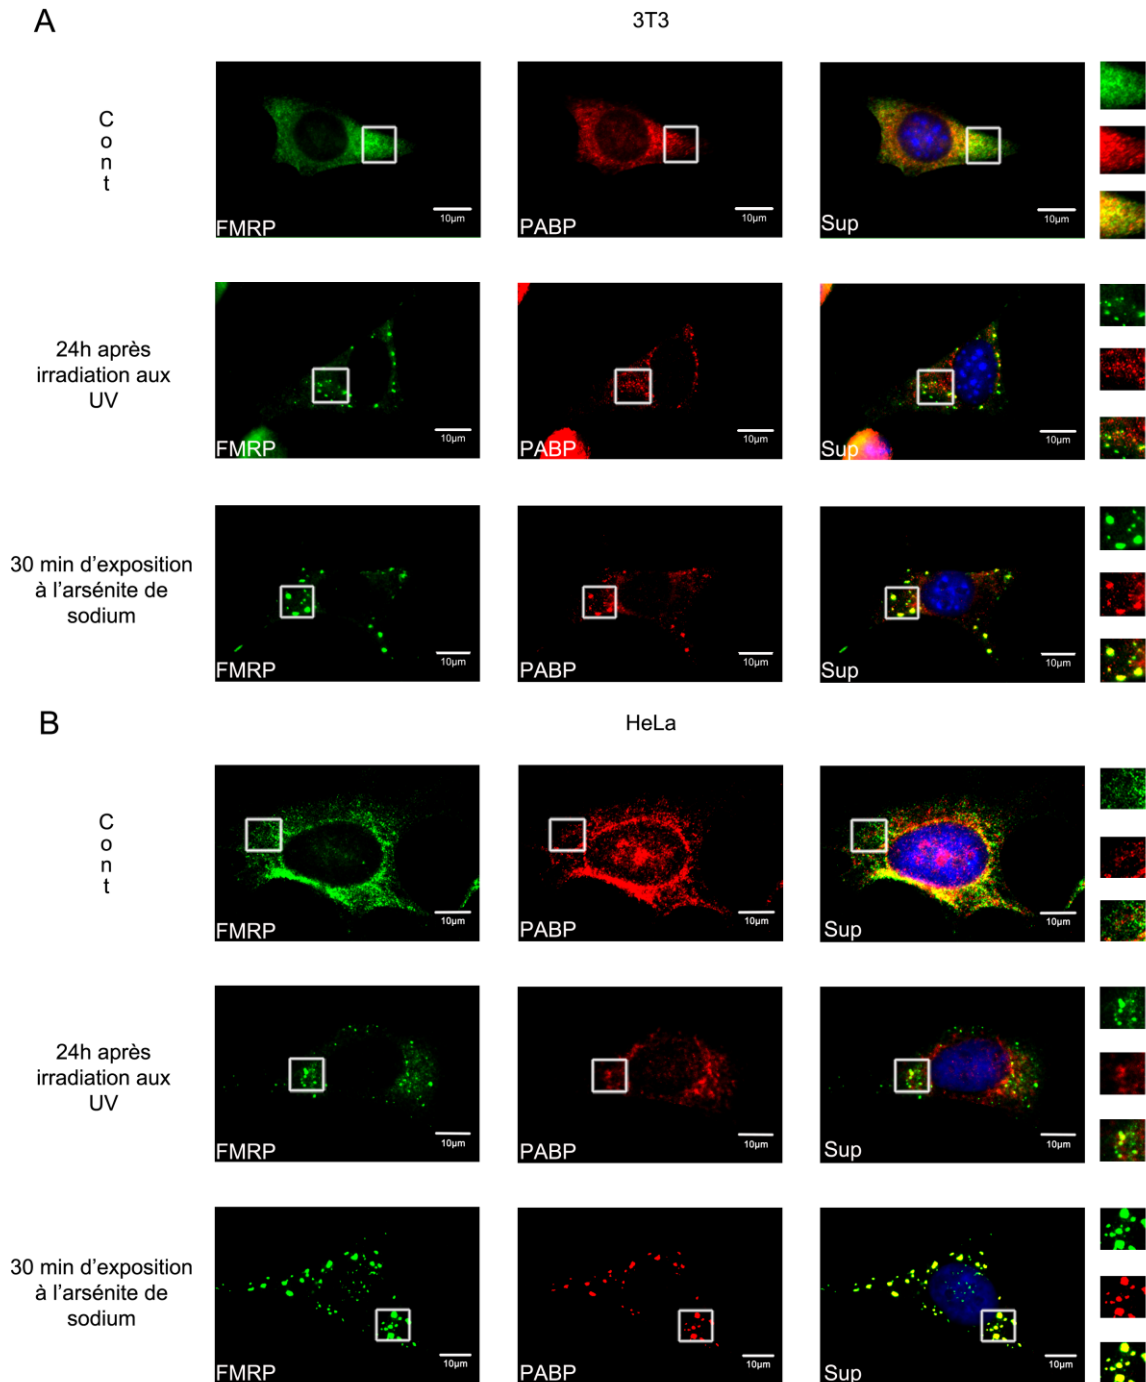 A
3T3
C
o
n
t
FMRP
10µm
PABP
10µm
Sup
10µm
24h après
irradiation aux
UV
FMRP
10µm
PABP
10µm
Sup
10µm
30 min d'exposition
à l'arsénite de
sodium
FMRP
10µm
PABP
10µm
Sup
10µm
B
HeLa
C
o
n
t
FMRP
10µm
PABP
10µm
Sup
10µm
24h après
irradiation aux
UV
FMRP
10µm
PABP
10µm
Sup
10µm
30 min d'exposition
à l'arsénite de
sodium
FMRP
10µm
PABP
10µm
Sup
10µm